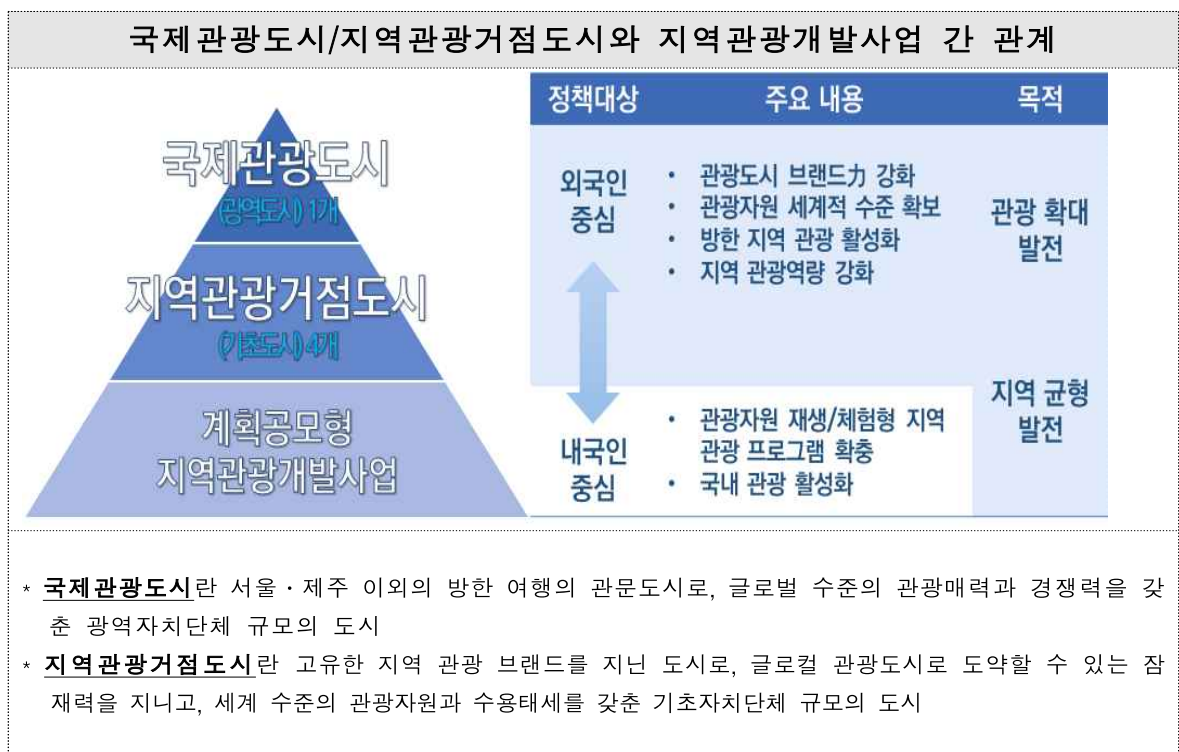 국제관광도시/지역관광거점도시와 지역관광개발사업 간 관계
국제관광도시
(광역도시) 1개
지역관광거점도시
(기초도시) 4개
계획공모형
지역관광개발사업
정책대상 주요 내용 목적
외국인
중심
• 관광도시 브랜드力 강화
• 관광자원 세계적 수준 확보
• 방한 지역 관광 활성화
• 지역 관광역량 강화
관광 확대
발전
내국인
중심
• 관광자원 재생/체험형 지역
관광 프로그램 확충
• 국내 관광 활성화
지역 균형
발전
* 국제관광도시란 서울・제주 이외의 방한 여행의 관문도시로, 글로벌 수준의 관광매력과 경쟁력을 갖
춘 광역자치단체 규모의 도시
* 지역관광거점도시란 고유한 지역 관광 브랜드를 지닌 도시로, 글로컬 관광도시로 도약할 수 있는 잠
재력을 지니고, 세계 수준의 관광자원과 수용태세를 갖춘 기초자치단체 규모의 도시